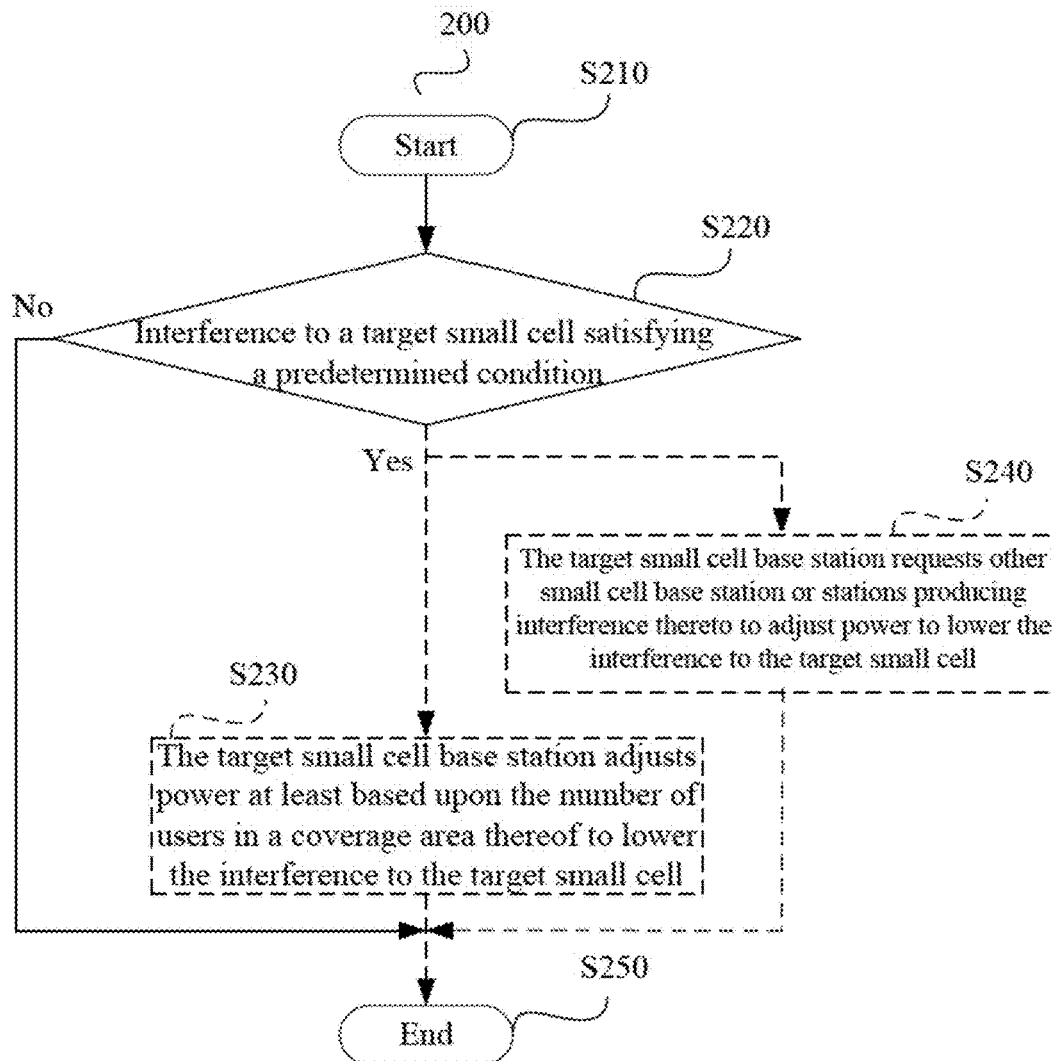 200
S210
Start
S220
No
Interference to a target small cell satisfying
a predetermined condition
Yes
S240
The target small cell base station requests other
small cell base station or stations producing
interference thereto to adjust power to lower the
interference to the target small cell
S230
The target small cell base station adjusts
power at least based upon the number of
users in a coverage area thereof to lower
the interference to the target small cell
S250
End